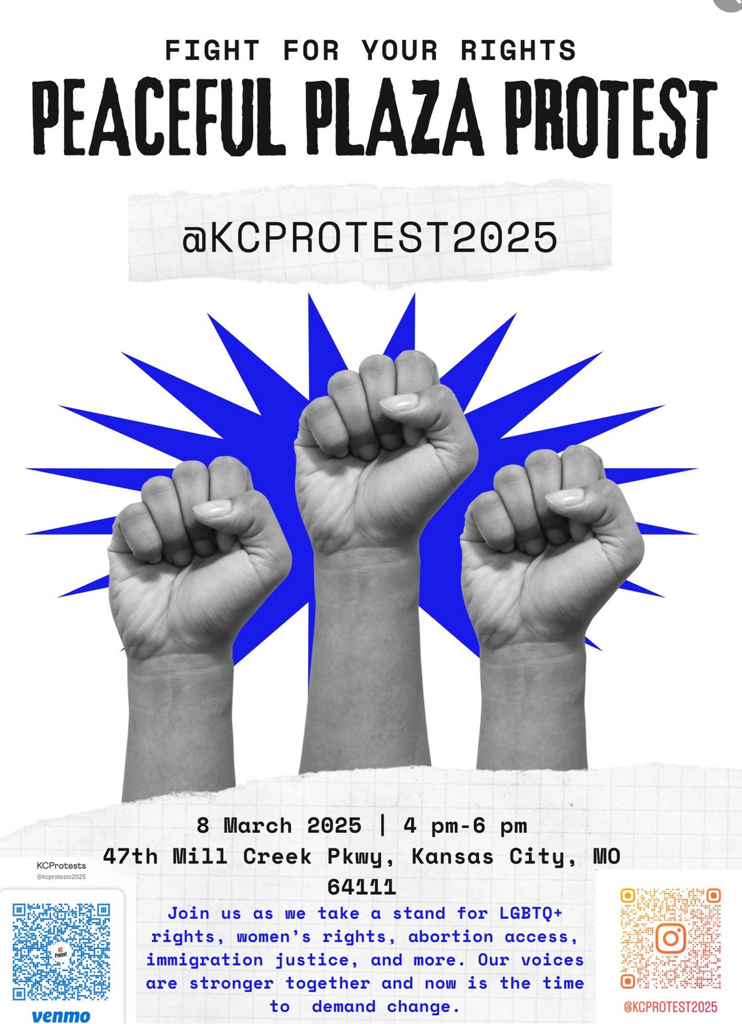 FIGHT FOR YOUR RIGHTS
PEACEFUL PLAZA PROTEST
@KCPROTEST2025
8 March 2025 | 4 pm-6 pm
47th Mill Creek Pkwy, Kansas City, MO
64111
Join us as we take a stand for LGBTQ+
rights, women's rights, abortion access,
immigration justice, and more. Our voices
are stronger together and now is the time
to demand change.
KCProtests
@kcprotests2025
KC
Protest
venmo
@KCPROTEST2025